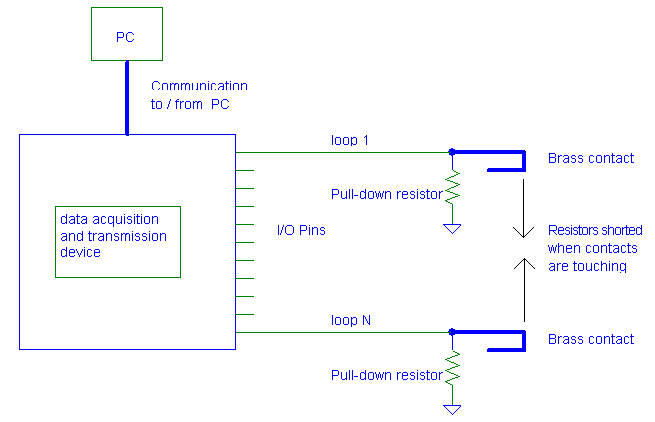 PC
Communication
to / from PC
loop 1
Brass contact
data acquisition
and transmission
device
Pull-down resistor
I/O Pins
Resistors shorted
when contacts
are touching
loop N
Brass contact
Pull-down resistor